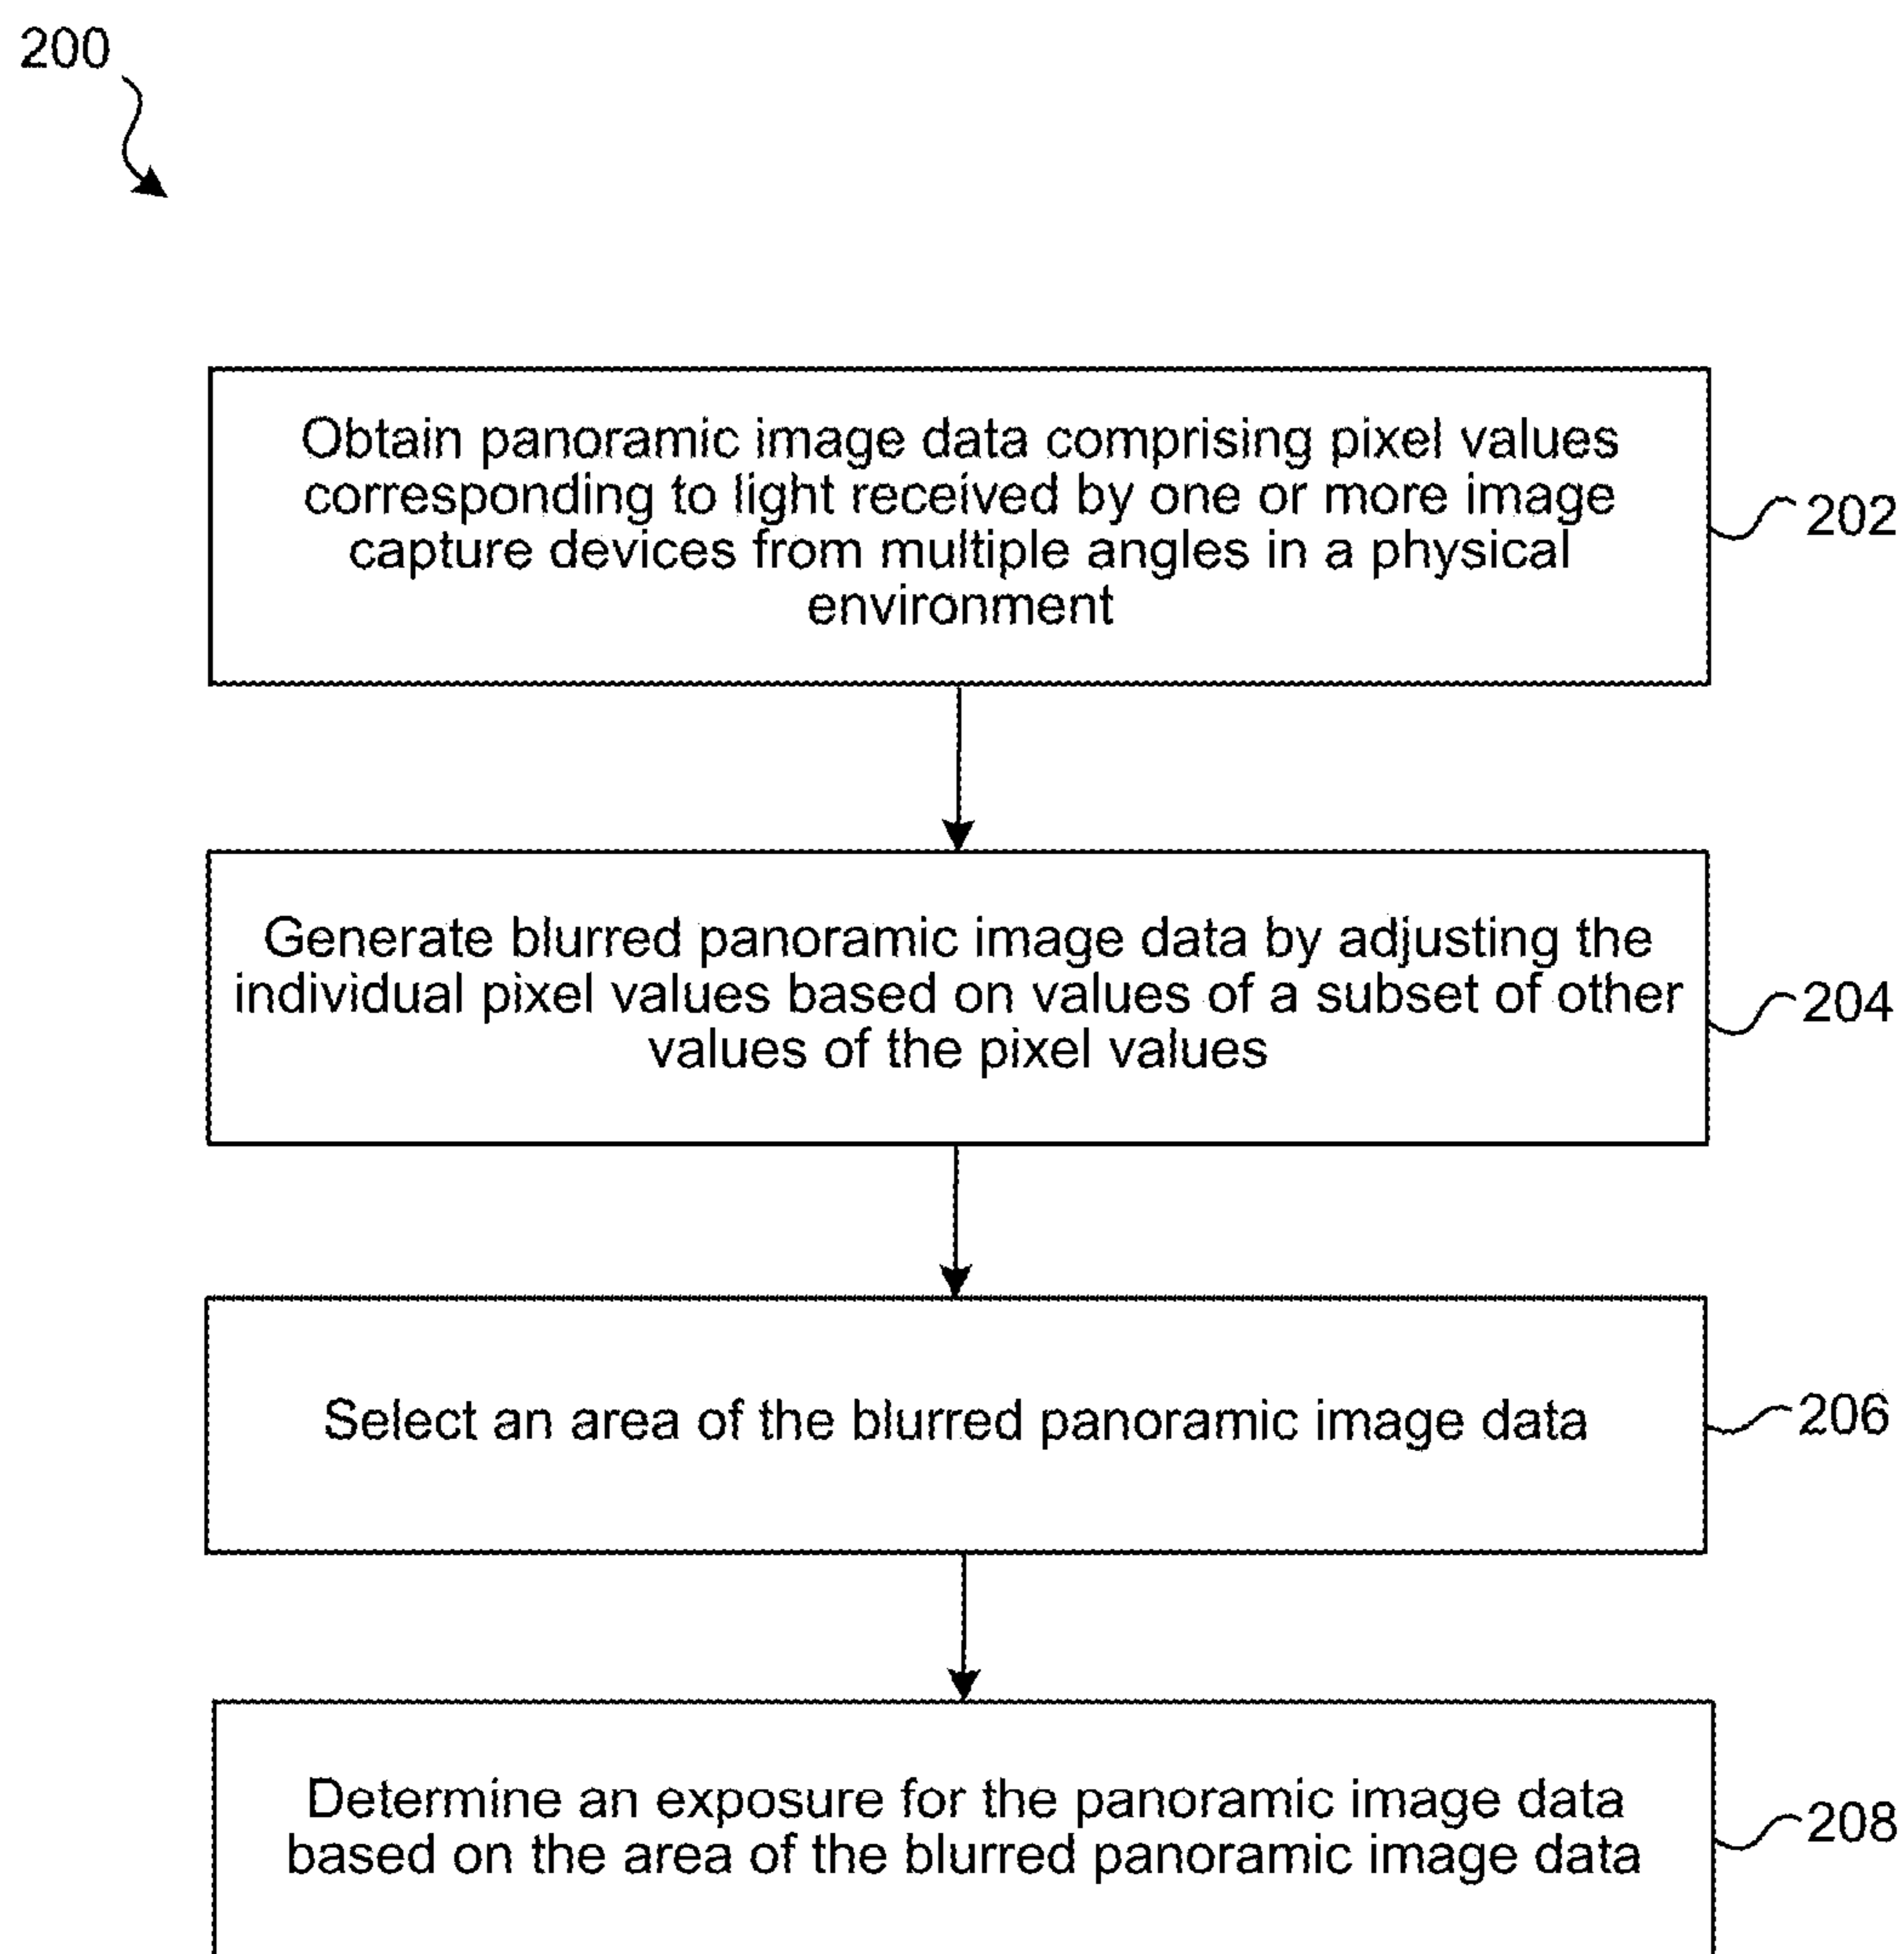 200
Obtain panoramic image data comprising pixel values
corresponding to light received by one or more image
capture devices from multiple angles in a physical
environment
202
Generate blurred panoramic image data by adjusting the
individual pixel values based on values of a subset of other
values of the pixel values
204
Select an area of the blurred panoramic image data
206
Determine an exposure for the panoramic image data
based on the area of the blurred panoramic image data
208